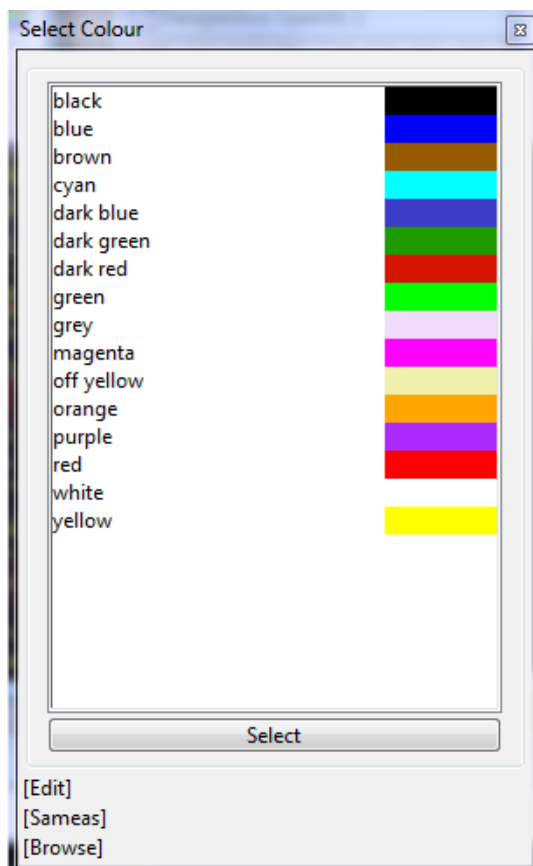 Select Colour
black
blue
brown
cyan
dark blue
dark green
dark red
green
grey
magenta
off yellow
orange
purple
red
white
yellow
Select
[Edit]
[Sameas]
[Browse]